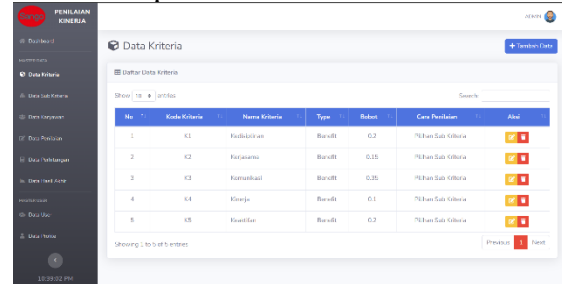 PENILAIAN
KINERJA
ADMIN
Dashboard
Data Kriteria
+ Tambah Data
MASTER DATA
Data Kriteria
Daftar Data Kriteria
Data Sub Kriteria
Show 10 entries
Search:
Data Karyawan
No Kode Kriteria Nama Kriteria Type Bobot Cara Penilaian Aksi
Data Penilaian
1 K1 Kedisiplinan Benefit 0.2 Pilihan Sub Kriteria
Data Perhitungan
2 K2 Kerjasama Benefit 0.15 Pilihan Sub Kriteria
Data Hasil Akhir
3 K3 Komunikasi Benefit 0.35 Pilihan Sub Kriteria
4 K4 Kinerja Benefit 0.1 Pilihan Sub Kriteria
MASTER USER
Data User
5 K5 Keaktifan Benefit 0.2 Pilihan Sub Kriteria
Data Profile
Showing 1 to 5 of 5 entries
Previous 1 Next
10:59:02 PM